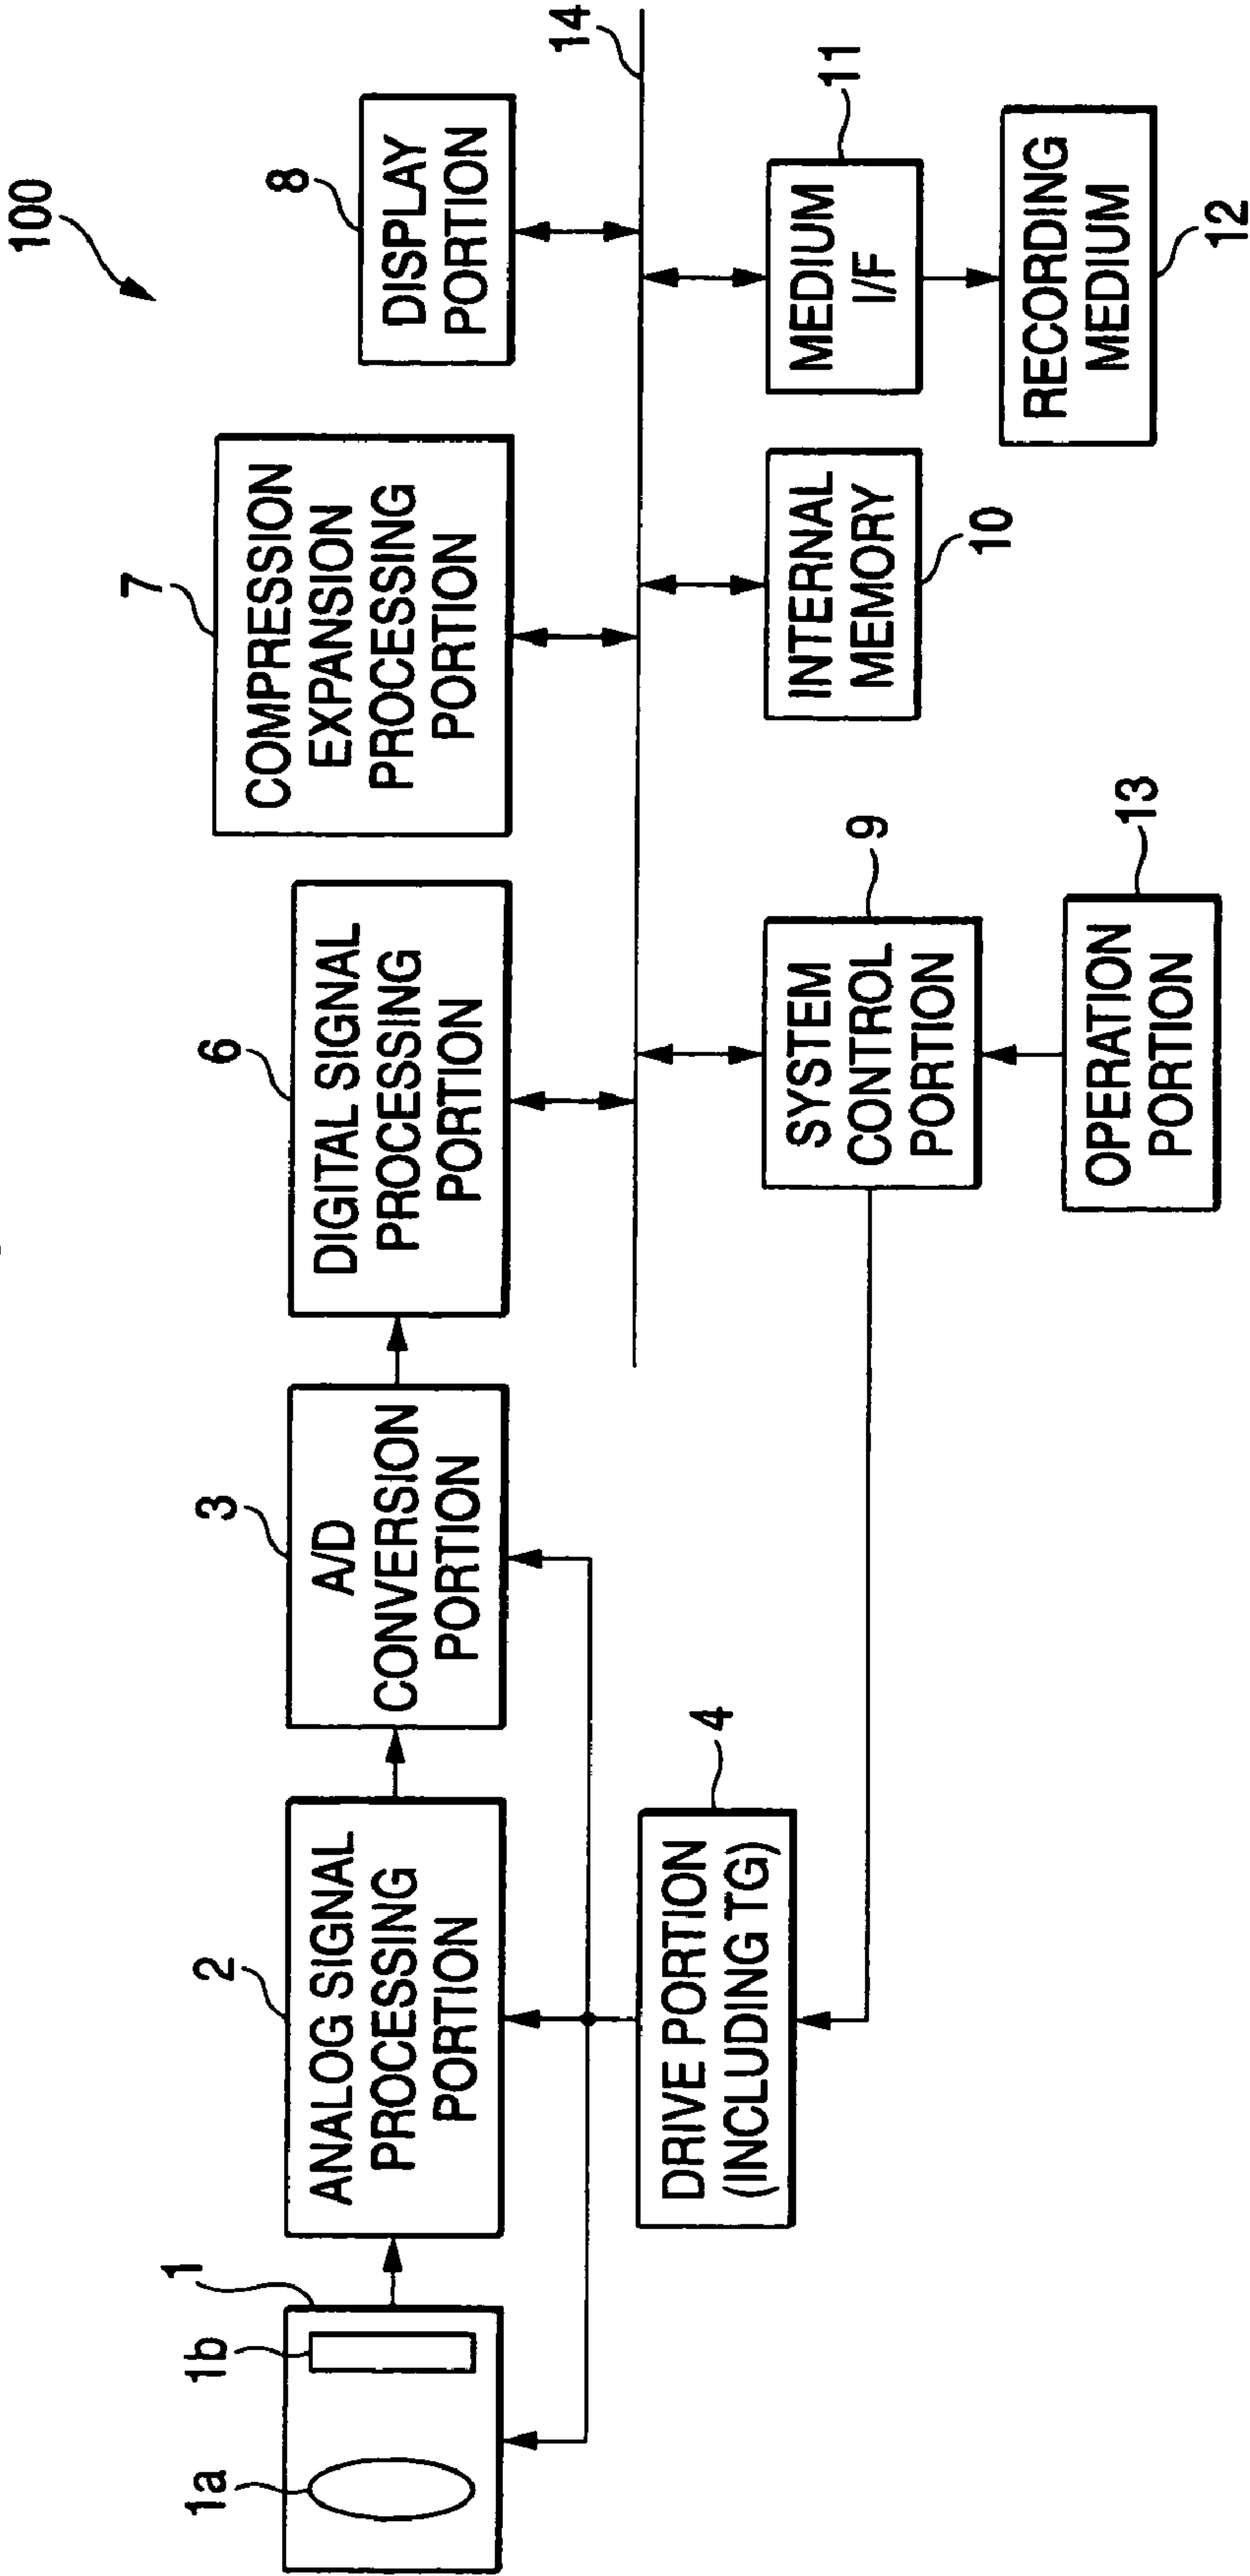 100
1
1a
1b
2
ANALOG SIGNAL
PROCESSING
PORTION
3
A/D
CONVERSION
PORTION
6
DIGITAL SIGNAL
PROCESSING
PORTION
7
COMPRESSION
EXPANSION
PROCESSING
PORTION
8
DISPLAY
PORTION
14
4
DRIVE PORTION
(INCLUDING TG)
9
SYSTEM
CONTROL
PORTION
INTERNAL
MEMORY
10
11
MEDIUM
I/F
13
OPERATION
PORTION
RECORDING
MEDIUM
12